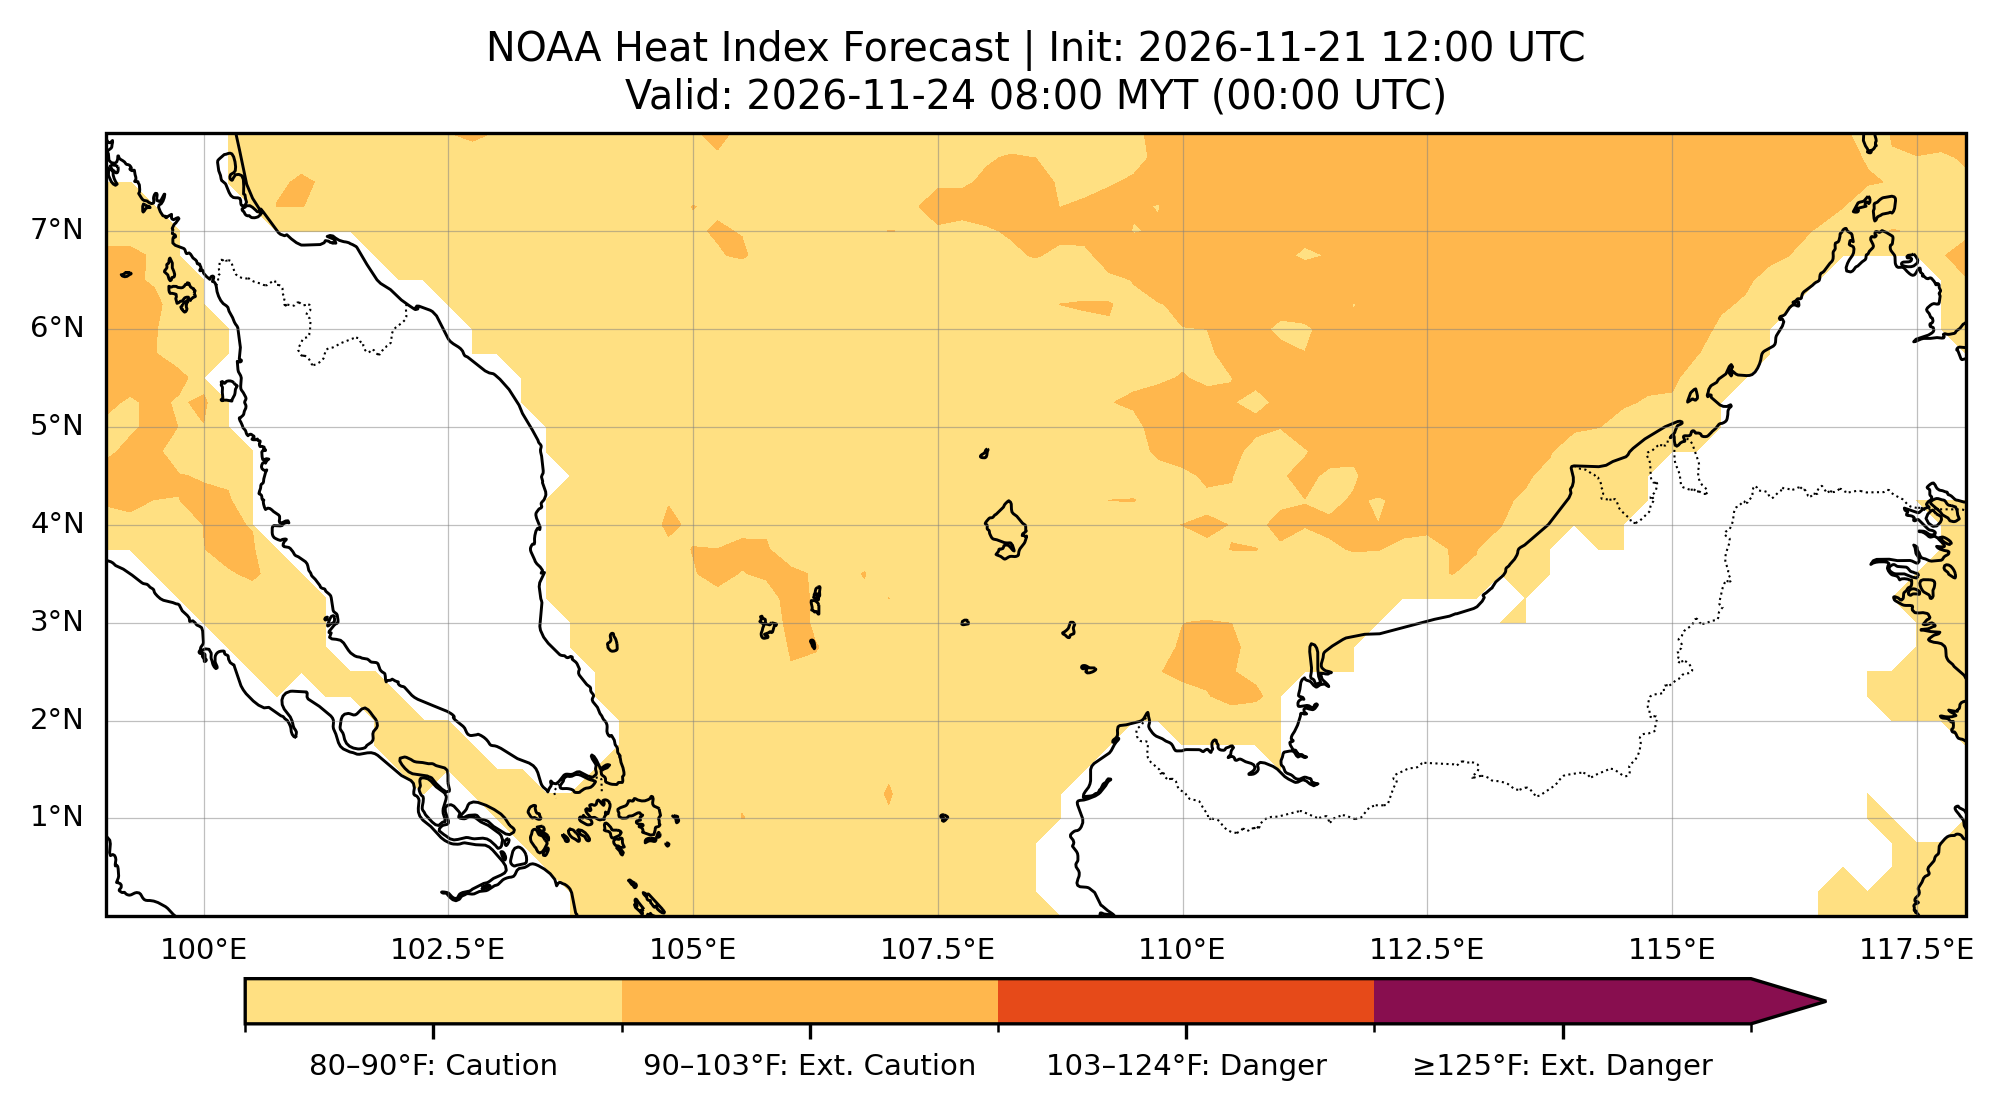 NOAA Heat Index Forecast | Init: 2026-11-21 12:00 UTC
Valid: 2026-11-24 08:00 MYT (00:00 UTC)
7°N
6°N
5°N
4°N
3°N
2°N
1°N
100°E 102.5°E 105°E 107.5°E 110°E 112.5°E 115°E 117.5°E
80–90°F: Caution 90–103°F: Ext. Caution 103–124°F: Danger ≥125°F: Ext. Danger